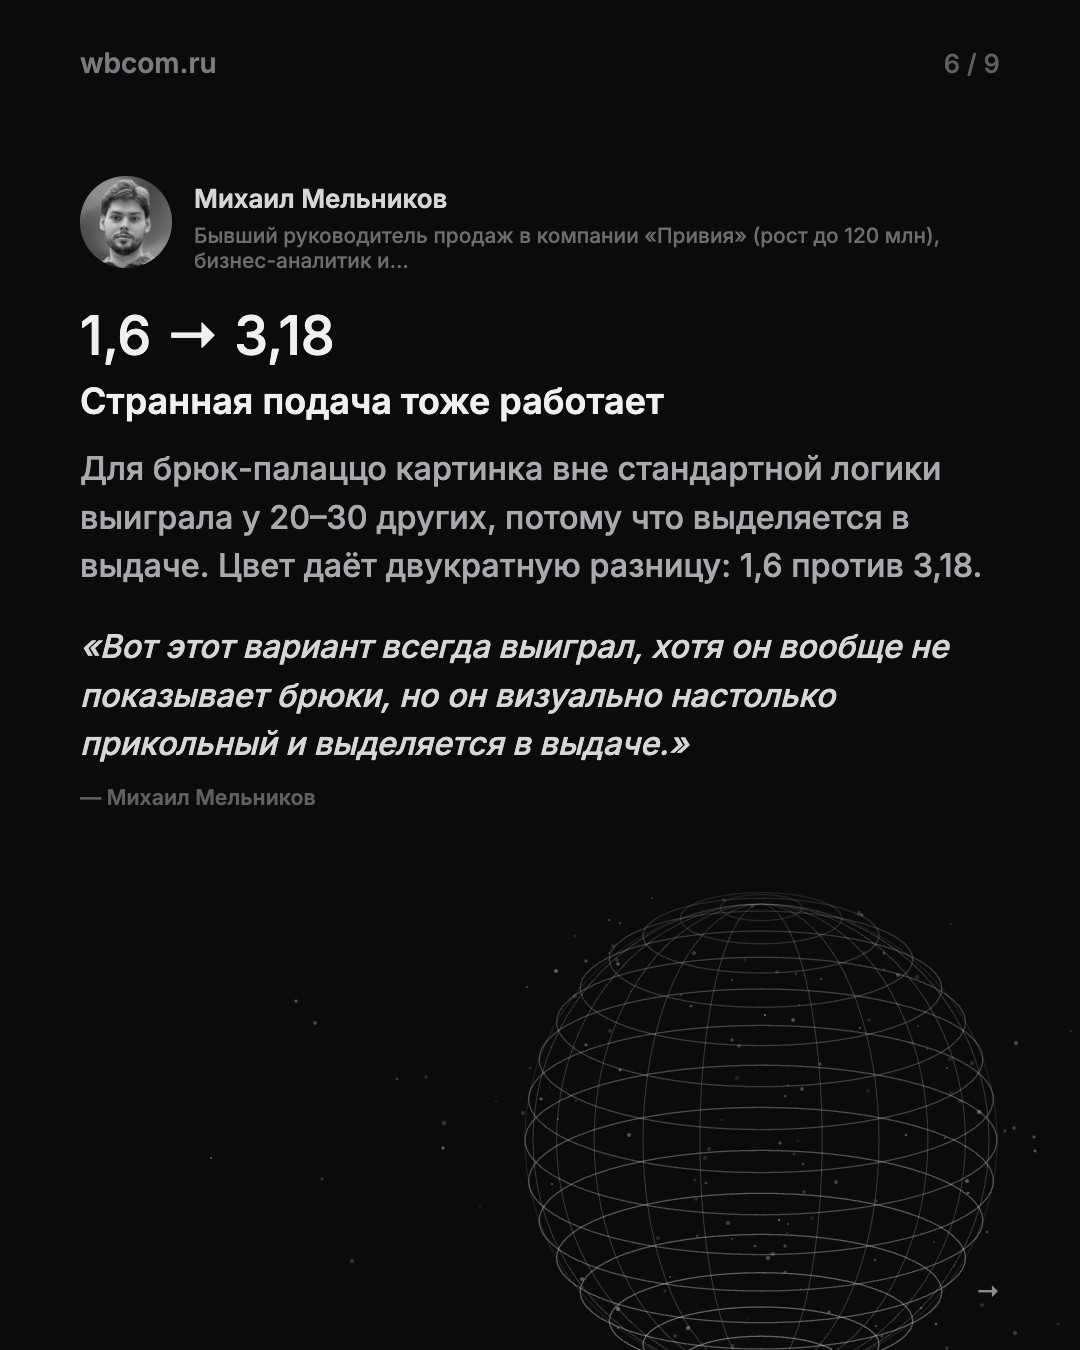 wbcom.ru
6 / 9
Михаил Мельников
Бывший руководитель продаж в компании «Привия» (рост до 120 млн),
бизнес-аналитик и...
1,6 → 3,18
Странная подача тоже работает
Для брюк-палаццо картинка вне стандартной логики
выиграла у 20–30 других, потому что выделяется в
выдаче. Цвет даёт двукратную разницу: 1,6 против 3,18.
«Вот этот вариант всегда выиграл, хотя он вообще не
показывает брюки, но он визуально настолько
прикольный и выделяется в выдаче.»
— Михаил Мельников
→